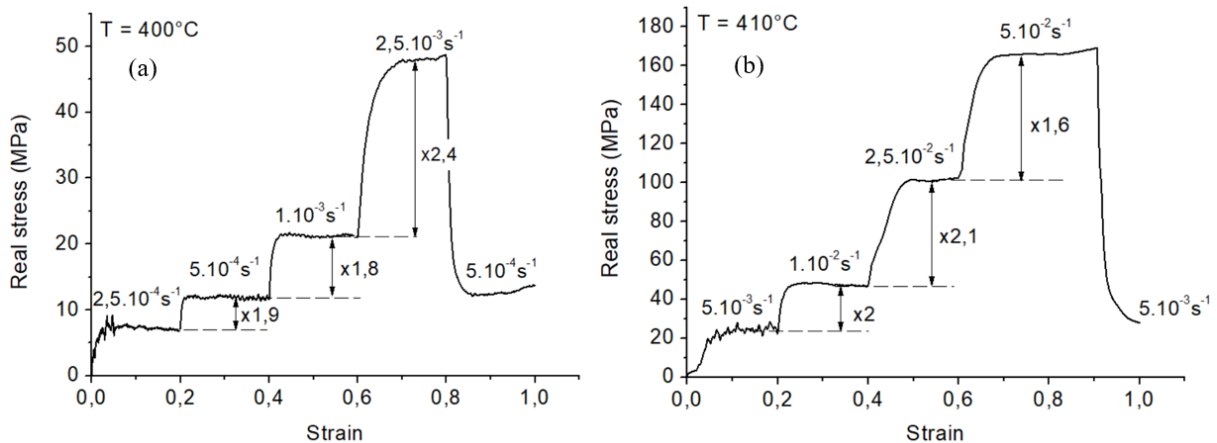 T = 400°C
(a)
2,5.10⁻³s⁻¹
x2,4
1.10⁻³s⁻¹
x1,8
5.10⁻⁴s⁻¹
5.10⁻⁴s⁻¹
2,5.10⁻⁴s⁻¹
x1,9
Real stress (MPa)
50
40
30
20
10
0
0,0 0,2 0,4 0,6 0,8 1,0
Strain
T = 410°C
(b)
5.10⁻²s⁻¹
x1,6
2,5.10⁻²s⁻¹
x2,1
1.10⁻²s⁻¹
x2
5.10⁻³s⁻¹
5.10⁻³s⁻¹
Real stress (MPa)
180
160
140
120
100
80
60
40
20
0
0,0 0,2 0,4 0,6 0,8 1,0
Strain